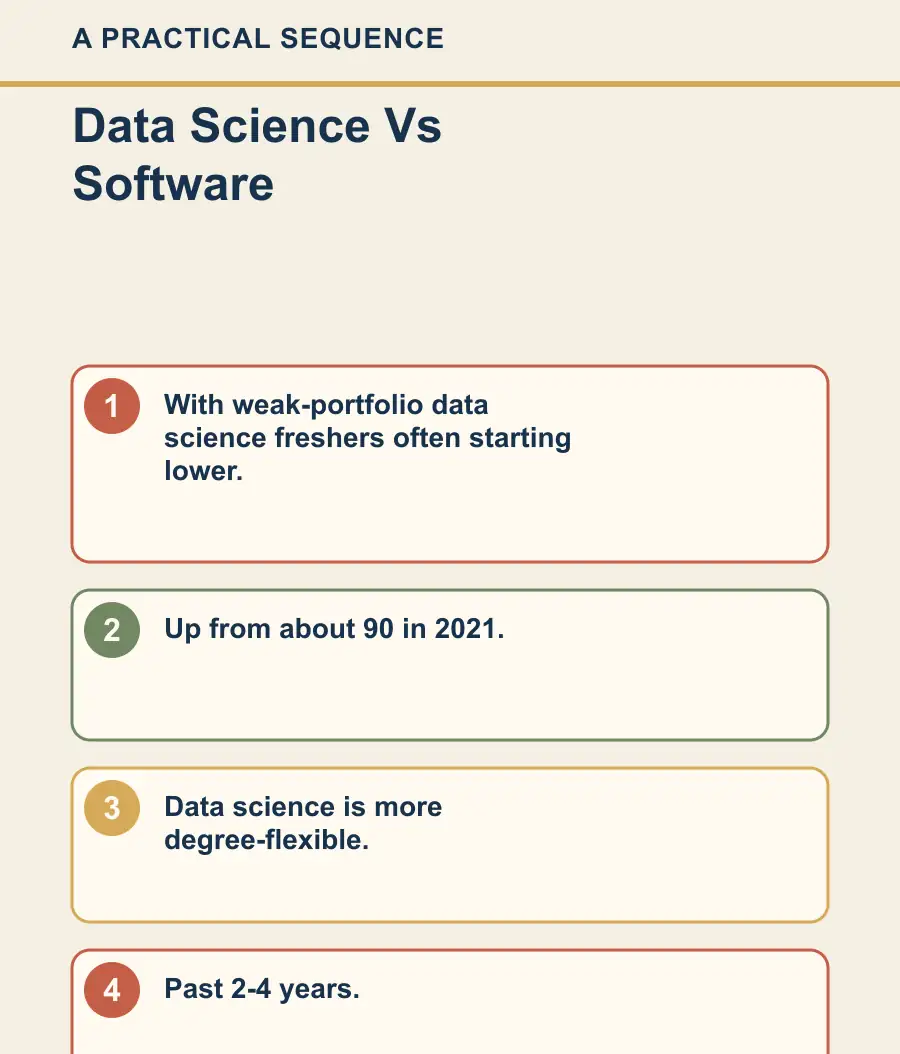 A PRACTICAL SEQUENCE
Data Science Vs
Software
1
With weak-portfolio data
science freshers often starting
lower.
2
Up from about 90 in 2021.
3
Data science is more
degree-flexible.
4
Past 2-4 years.